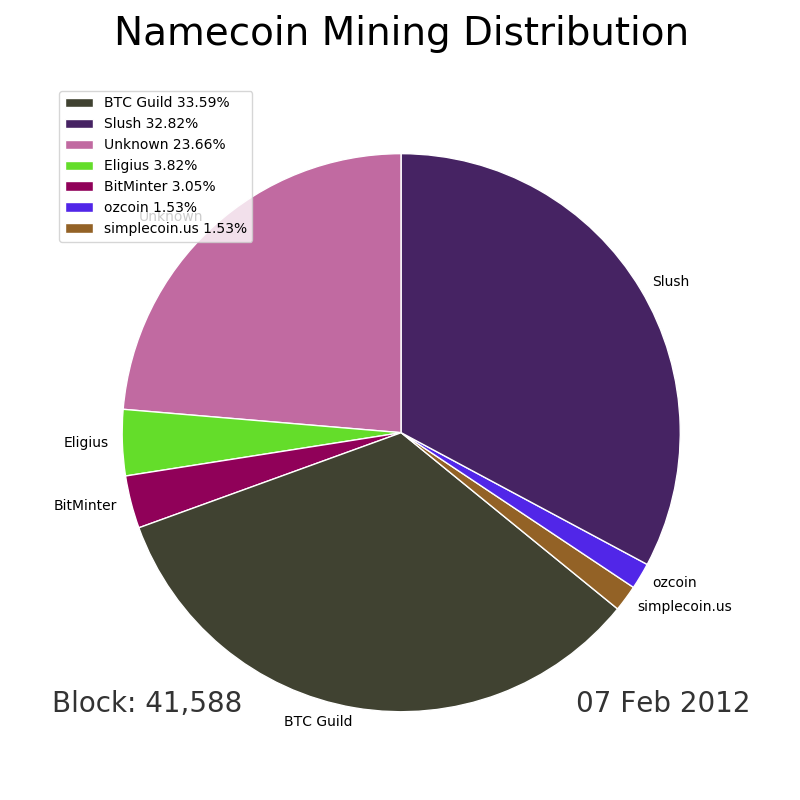 Namecoin Mining Distribution
BTC Guild 33.59%
Slush 32.82%
Unknown 23.66%
Eligius 3.82%
BitMinter 3.05%
ozcoin 1.53%
simplecoin.us 1.53%
Unknown
Slush
Eligius
BitMinter
ozcoin
simplecoin.us
Block: 41,588
07 Feb 2012
BTC Guild